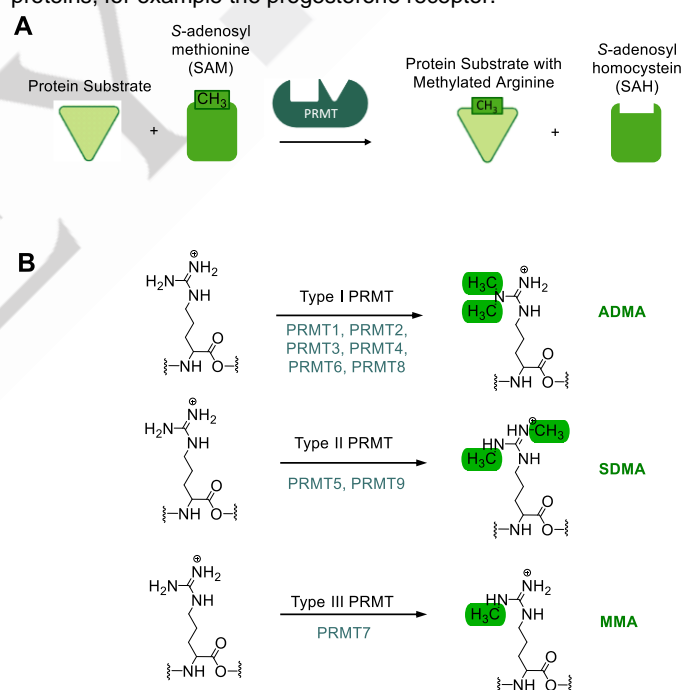 proteins, for example the progesterone receptor.
A
S-adenosyl
methionine
(SAM)
Protein Substrate
CH3
+
PRMT
Protein Substrate with
Methylated Arginine
CH3
+
S-adenosyl
homocystein
(SAH)
B
⊕
NH2
H2N
NH
O
NH
O
Type I PRMT
PRMT1, PRMT2,
PRMT3, PRMT4,
PRMT6, PRMT8
⊕
H3C
NH2
N
H3C
NH
O
NH
O
ADMA
⊕
NH2
H2N
NH
O
NH
O
Type II PRMT
PRMT5, PRMT9
⊕
HN
CH3
HN
H3C
NH
O
NH
O
SDMA
⊕
NH2
H2N
NH
O
NH
O
Type III PRMT
PRMT7
⊕
NH2
HN
H3C
NH
O
NH
O
MMA